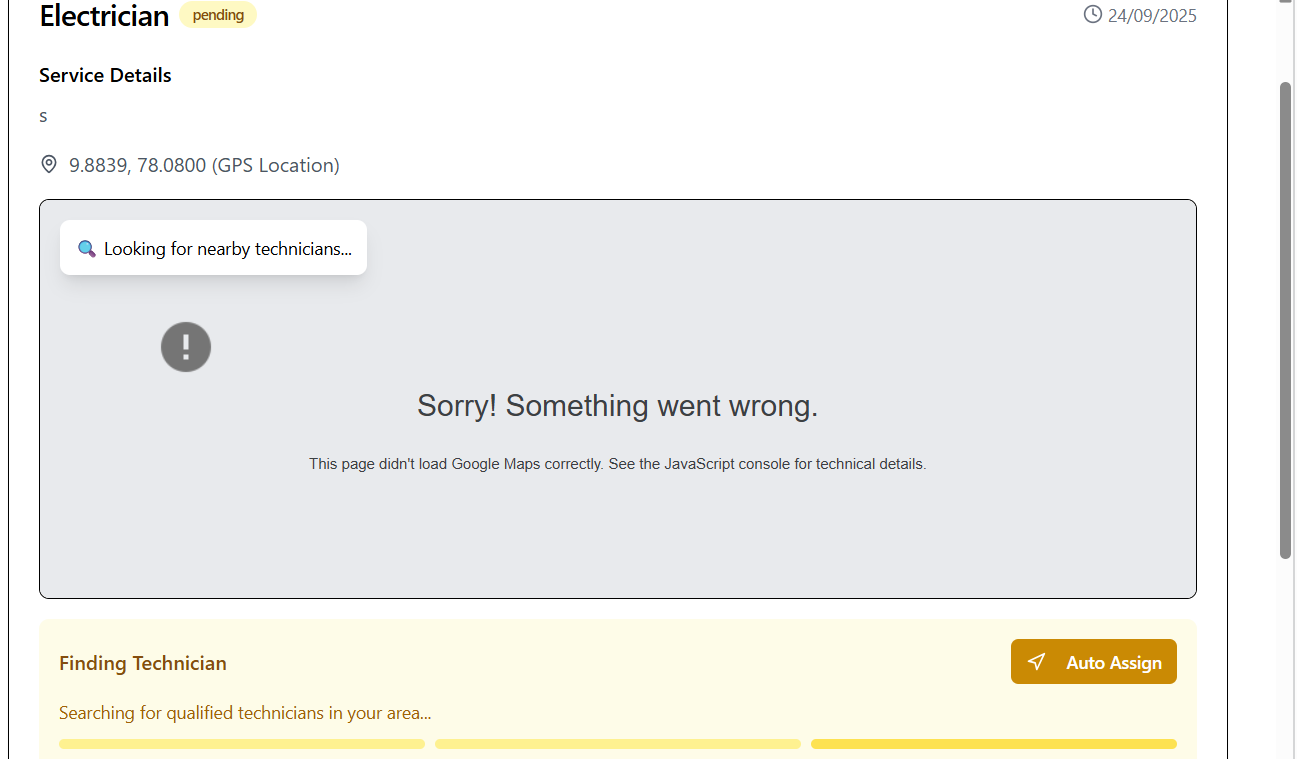 Electrician pending 24/09/2025
Service Details
s
9.8839, 78.0800 (GPS Location)
🔍 Looking for nearby technicians...
!
Sorry! Something went wrong.
This page didn't load Google Maps correctly. See the JavaScript console for technical details.
Finding Technician Auto Assign
Searching for qualified technicians in your area...